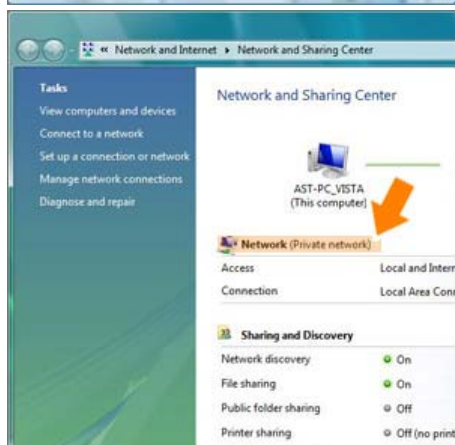 « Network and Internet ▸ Network and Sharing Center
Tasks
View computers and devices
Connect to a network
Set up a connection or network
Manage network connections
Diagnose and repair
Network and Sharing Center
AST-PC_VISTA
(This computer)
Network (Private network)
Access Local and Intern
Connection Local Area Conn
Sharing and Discovery
Network discovery On
File sharing On
Public folder sharing Off
Printer sharing Off (no print